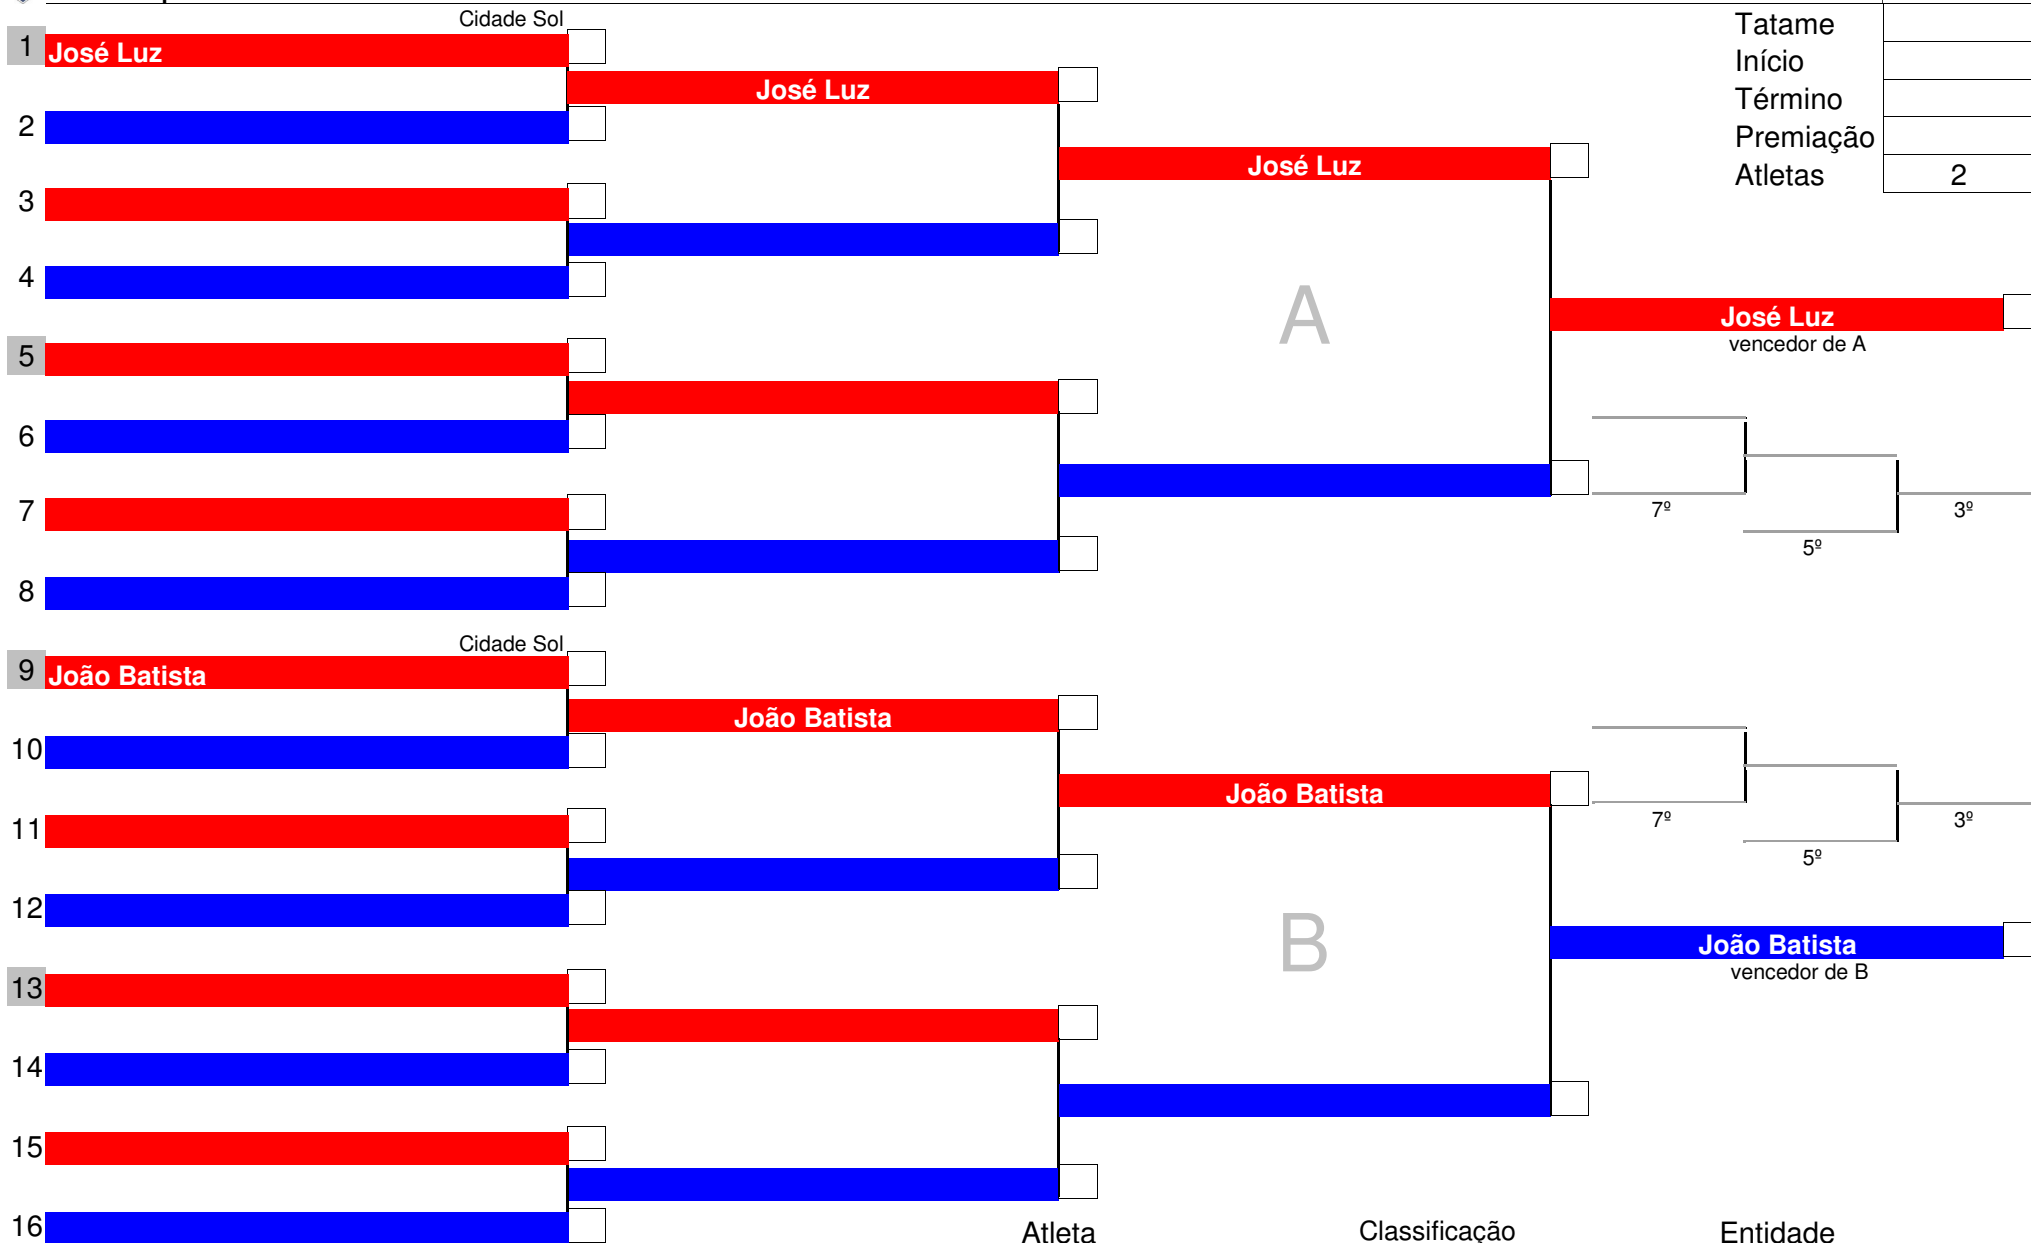 Cidade Sol
Tatame
1 José Luz
Início
José Luz
Término
2
Premiação
José Luz
Atletas 2
3
4
A
José Luz
vencedor de A
5
6
7
7º 3º
5º
8
Cidade Sol
9 João Batista
João Batista
10
João Batista
11
7º 3º
5º
12
B
João Batista
vencedor de B
13
14
15
16
Atleta Classificação Entidade